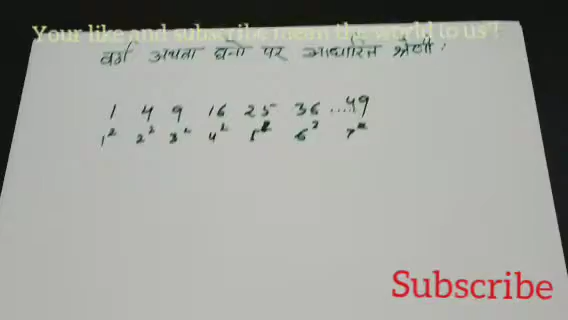 Your like and subscribe mean the world to us!
वर्ग अथवा घनो पर आधारित श्रेणी:
1 4 9 16 25 36 ....49
1² 2² 3² 4² 5² 6² 7²
Subscribe